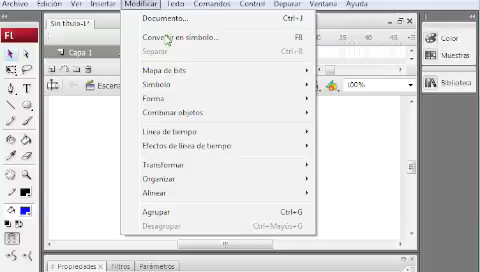 Archivo Edición Ver Insertar Modificar Texto Comandos Control Depurar Ventana Ayuda
Sin título-1*
Documento... Ctrl+J
Convertir en símbolo... F8
Separar Ctrl+B
Mapa de bits
Símbolo
Forma
Combinar objetos
Línea de tiempo
Efectos de línea de tiempo
Transformar
Organizar
Alinear
Agrupar Ctrl+G
Desagrupar Ctrl+Mayús+G
Fl
Capa 1
Escena
100%
Color
Muestras
Biblioteca
Propiedades Filtros Parámetros